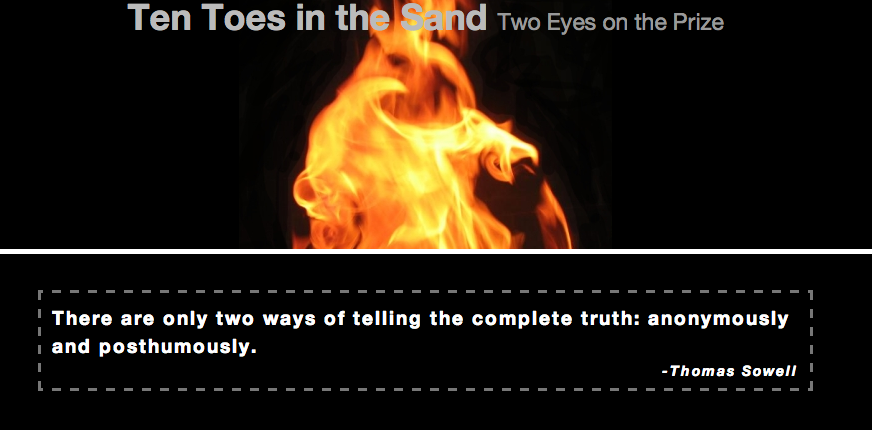 Ten Toes in the Sand Two Eyes on the Prize
There are only two ways of telling the complete truth: anonymously
and posthumously.
-Thomas Sowell